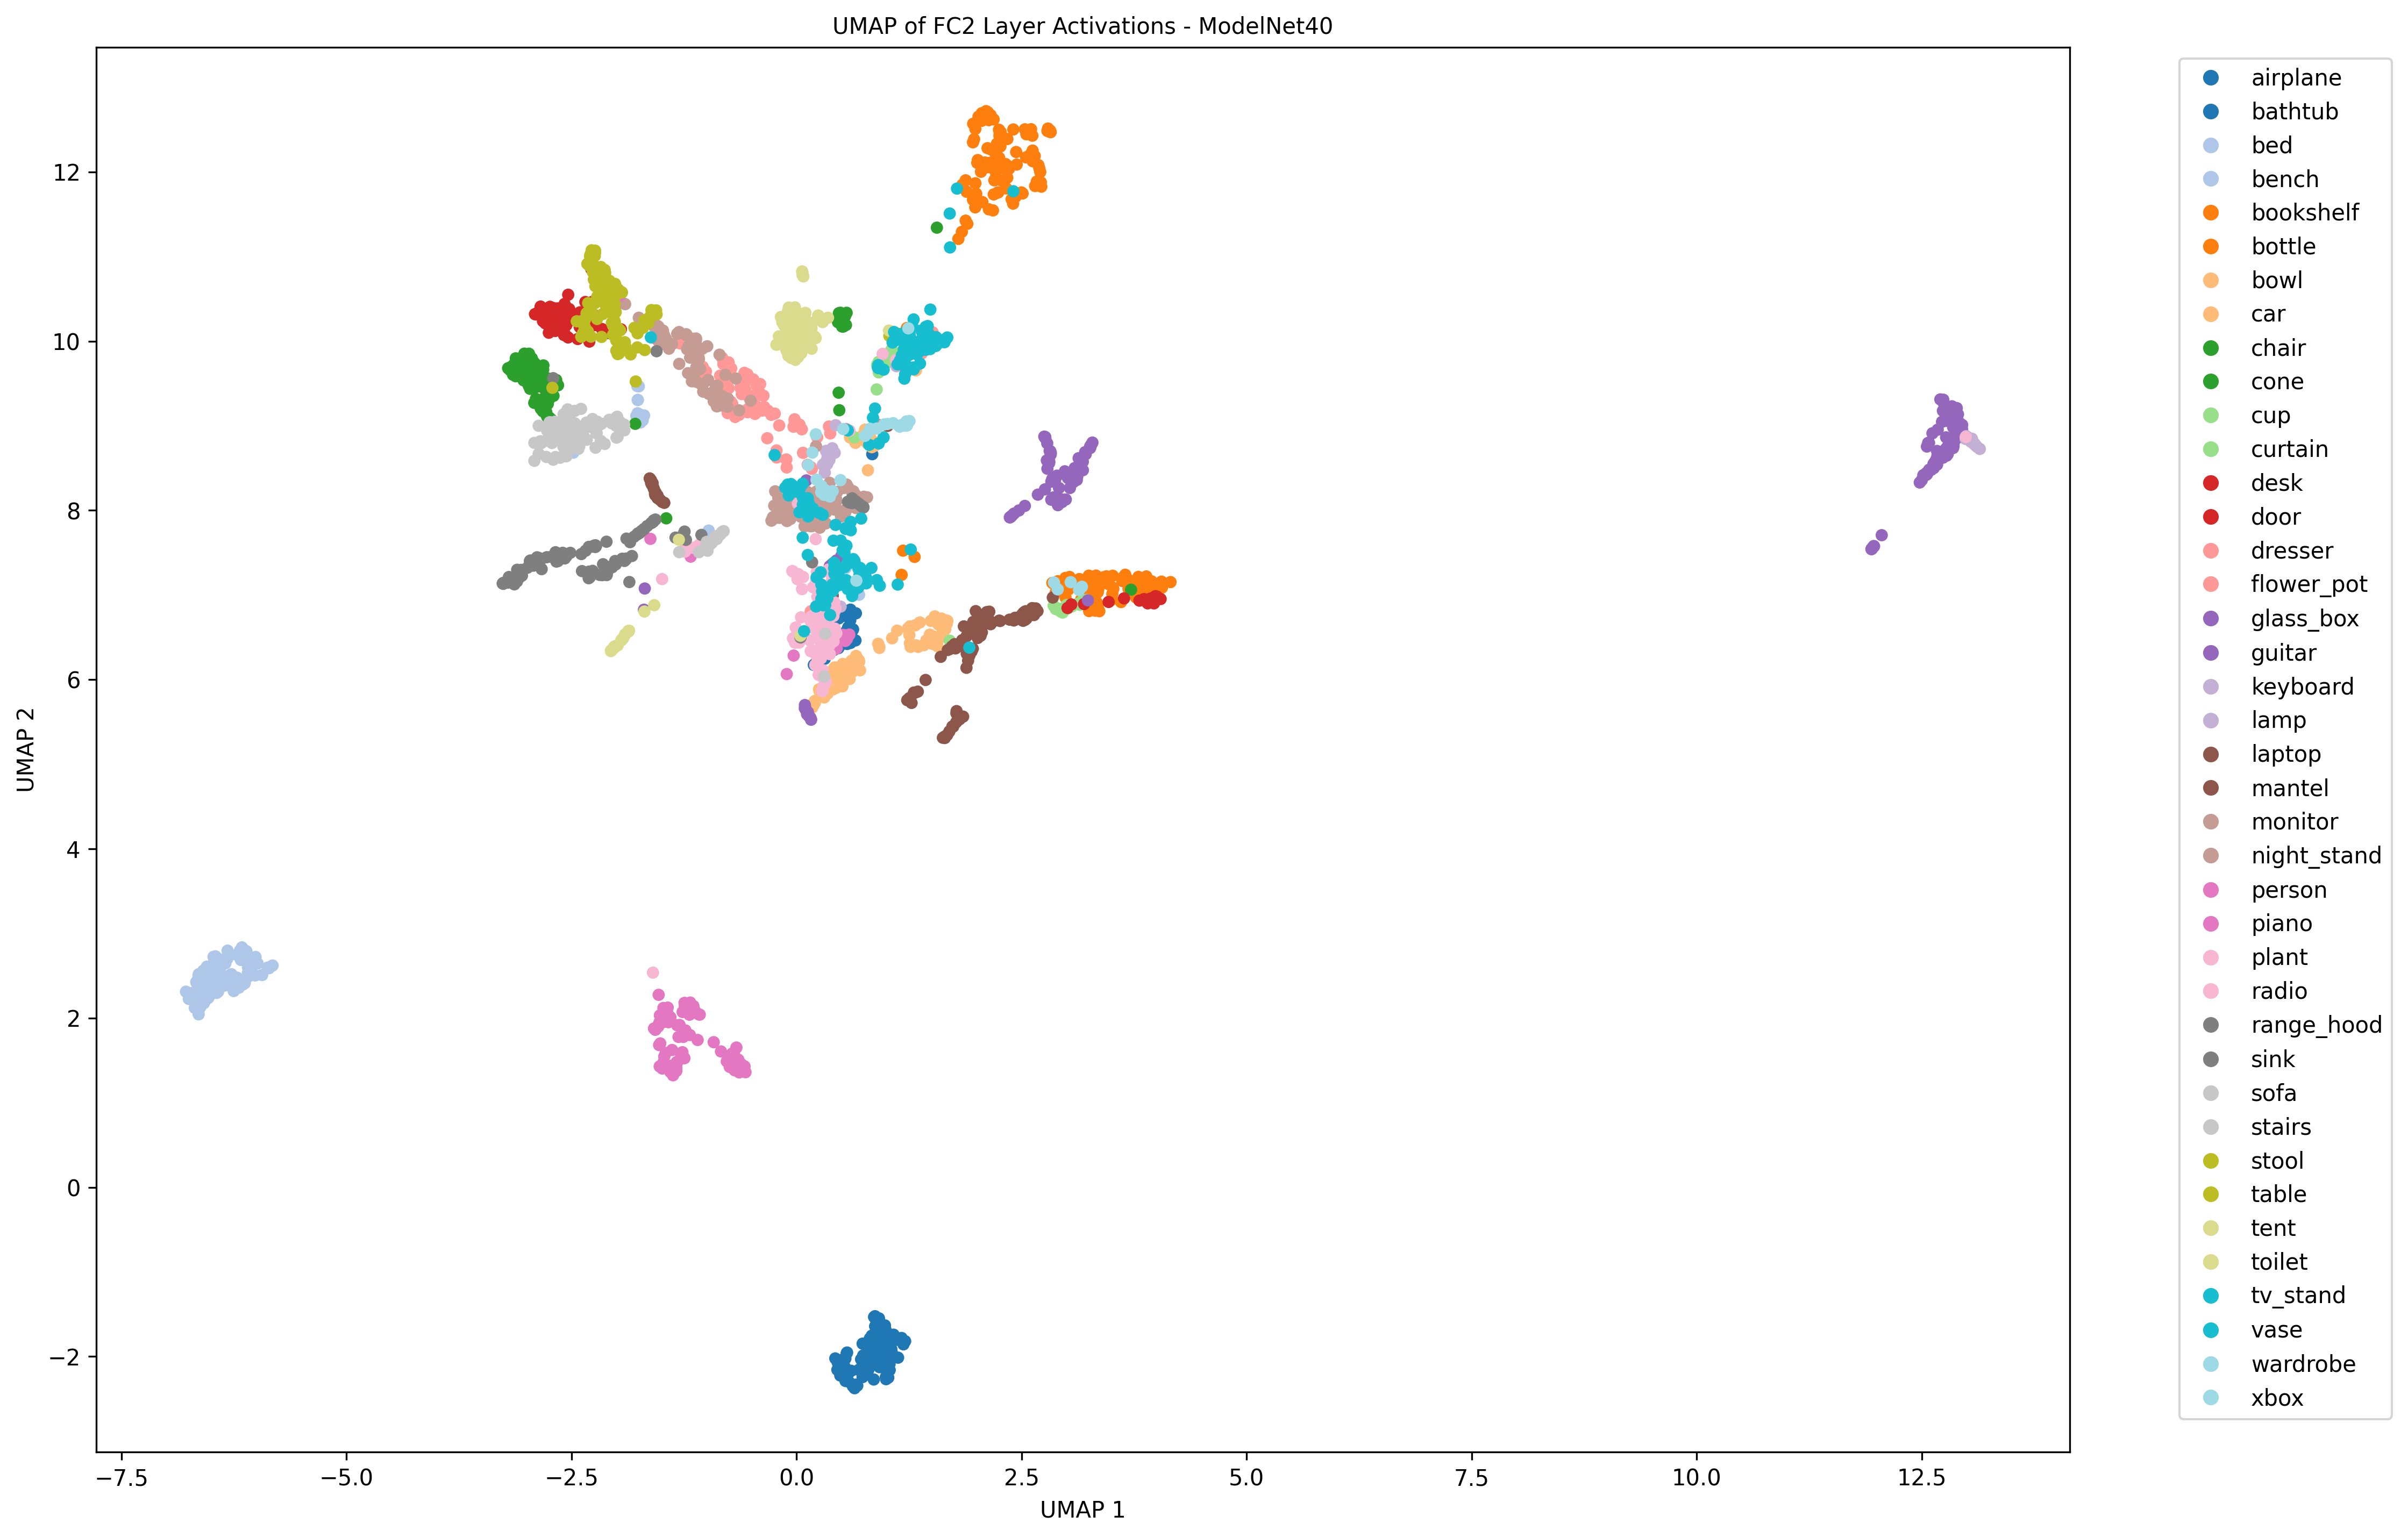 UMAP of FC2 Layer Activations - ModelNet40
UMAP 2
12
10
8
6
4
2
0
−2
−7.5
−5.0
−2.5
0.0
2.5
5.0
7.5
10.0
12.5
UMAP 1
airplane
bathtub
bed
bench
bookshelf
bottle
bowl
car
chair
cone
cup
curtain
desk
door
dresser
flower_pot
glass_box
guitar
keyboard
lamp
laptop
mantel
monitor
night_stand
person
piano
plant
radio
range_hood
sink
sofa
stairs
stool
table
tent
toilet
tv_stand
vase
wardrobe
xbox